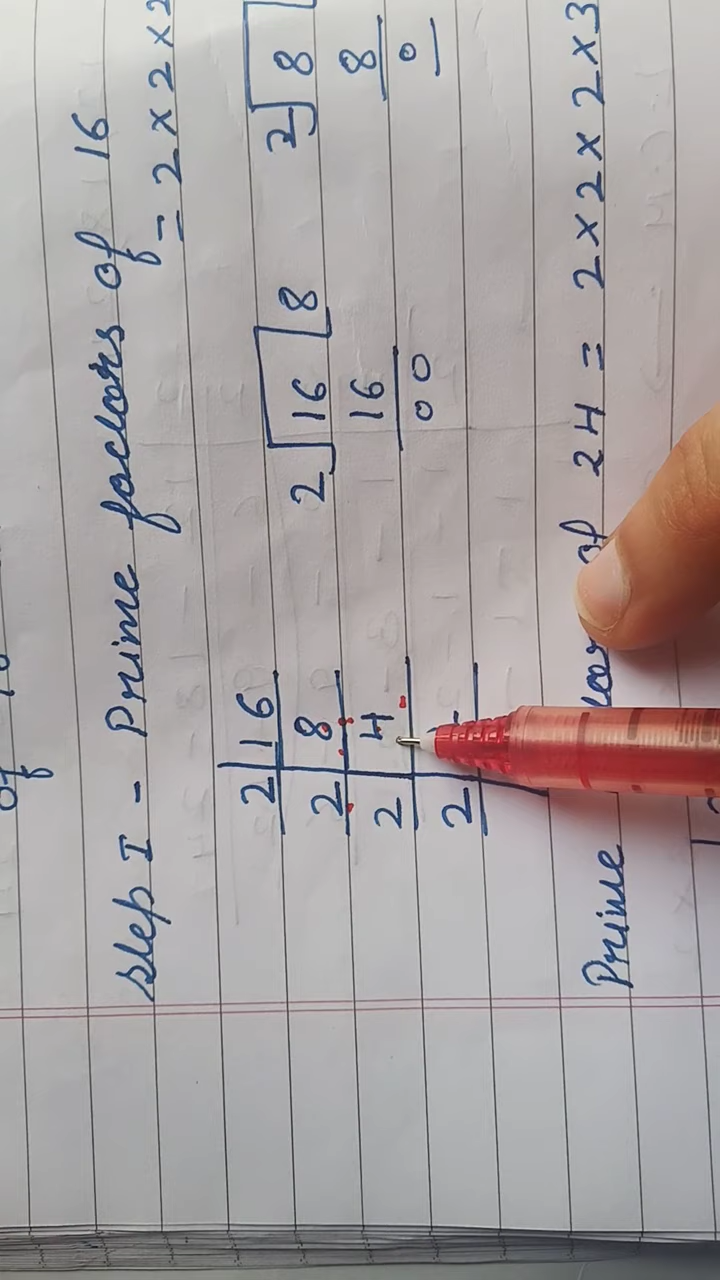 of
Step I - Prime factors of 16
= 2 x 2 x 2
2 16 2 16 8 2 8
2 8 16 8
2 4 00 0
2
Prime of 24 = 2 x 2 x 2 x 3